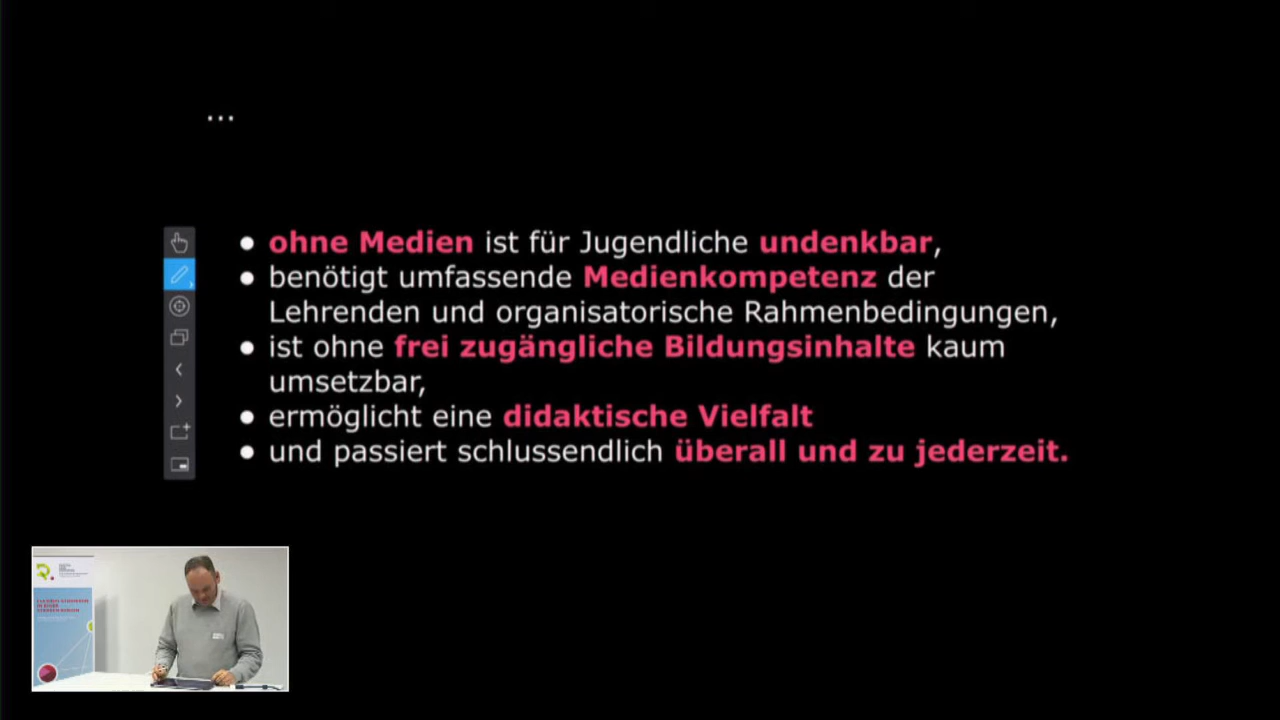 ...
● ohne Medien ist für Jugendliche undenkbar,
● benötigt umfassende Medienkompetenz der
Lehrenden und organisatorische Rahmenbedingungen,
● ist ohne frei zugängliche Bildungsinhalte kaum
umsetzbar,
● ermöglicht eine didaktische Vielfalt
● und passiert schlussendlich überall und zu jederzeit.